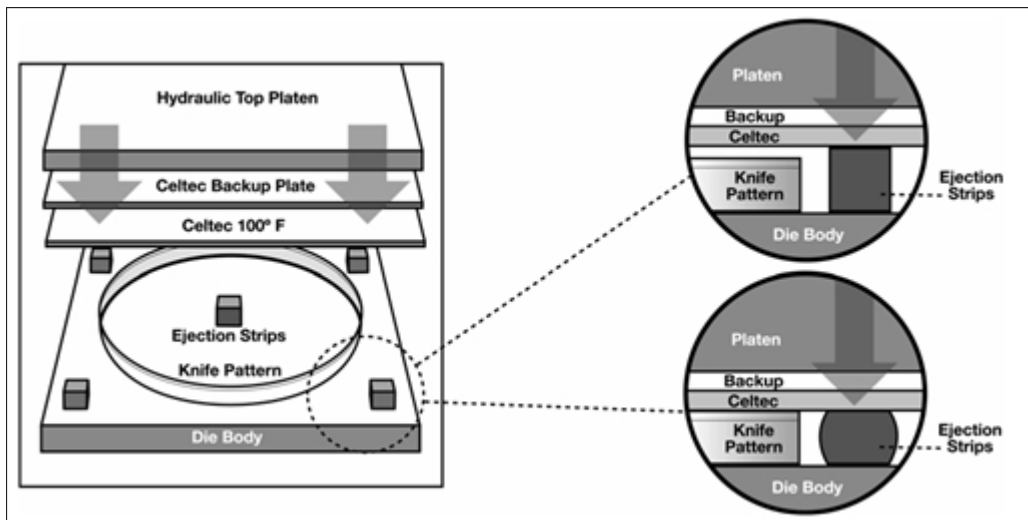 Hydraulic Top Platen
Celtec Backup Plate
Celtec 100º F
Ejection Strips
Knife Pattern
Die Body
Platen
Backup
Celtec
Knife
Pattern
Ejection
Strips
Die Body
Platen
Backup
Celtec
Knife
Pattern
Ejection
Strips
Die Body